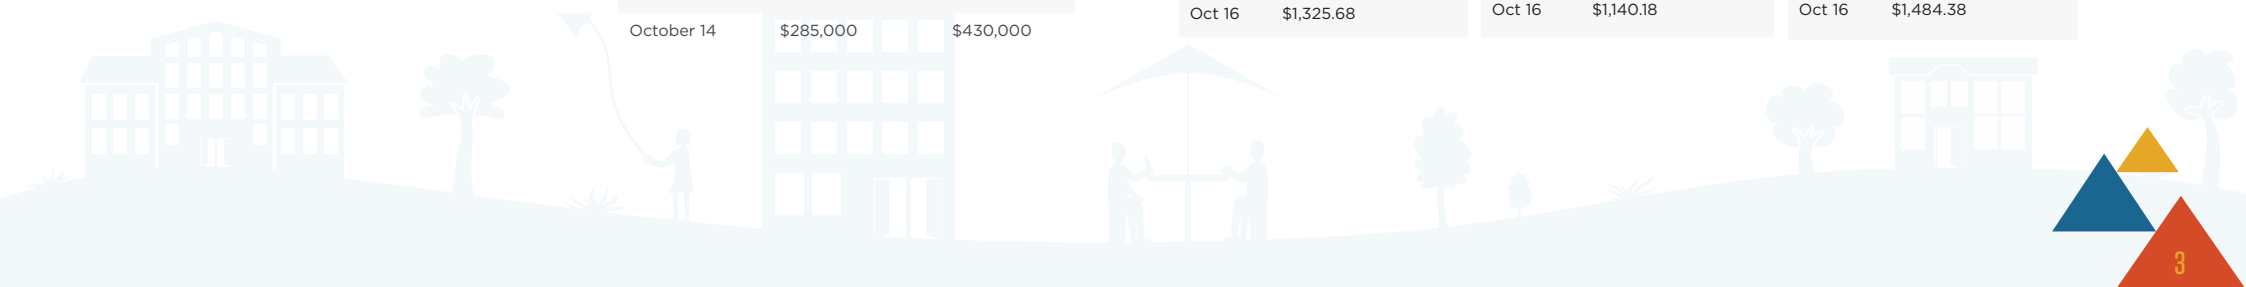 October 14 $285,000 $430,000
Oct 16 $1,325.68
Oct 16 $1,140.18
Oct 16 $1,484.38
3